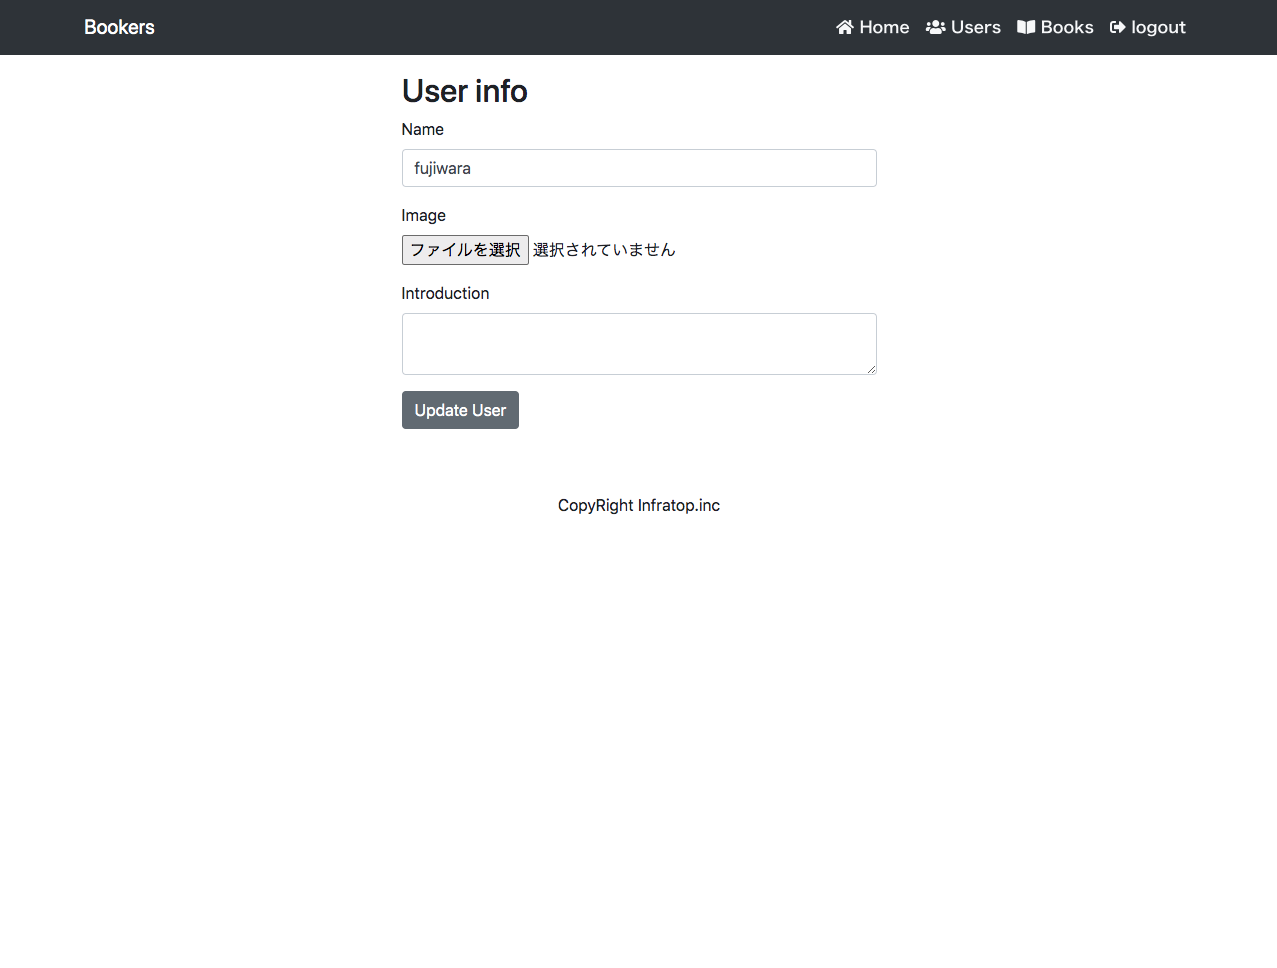 Bookers Home Users Books logout
User info
Name
fujiwara
Image
ファイルを選択 選択されていません
Introduction
Update User
CopyRight Infratop.inc